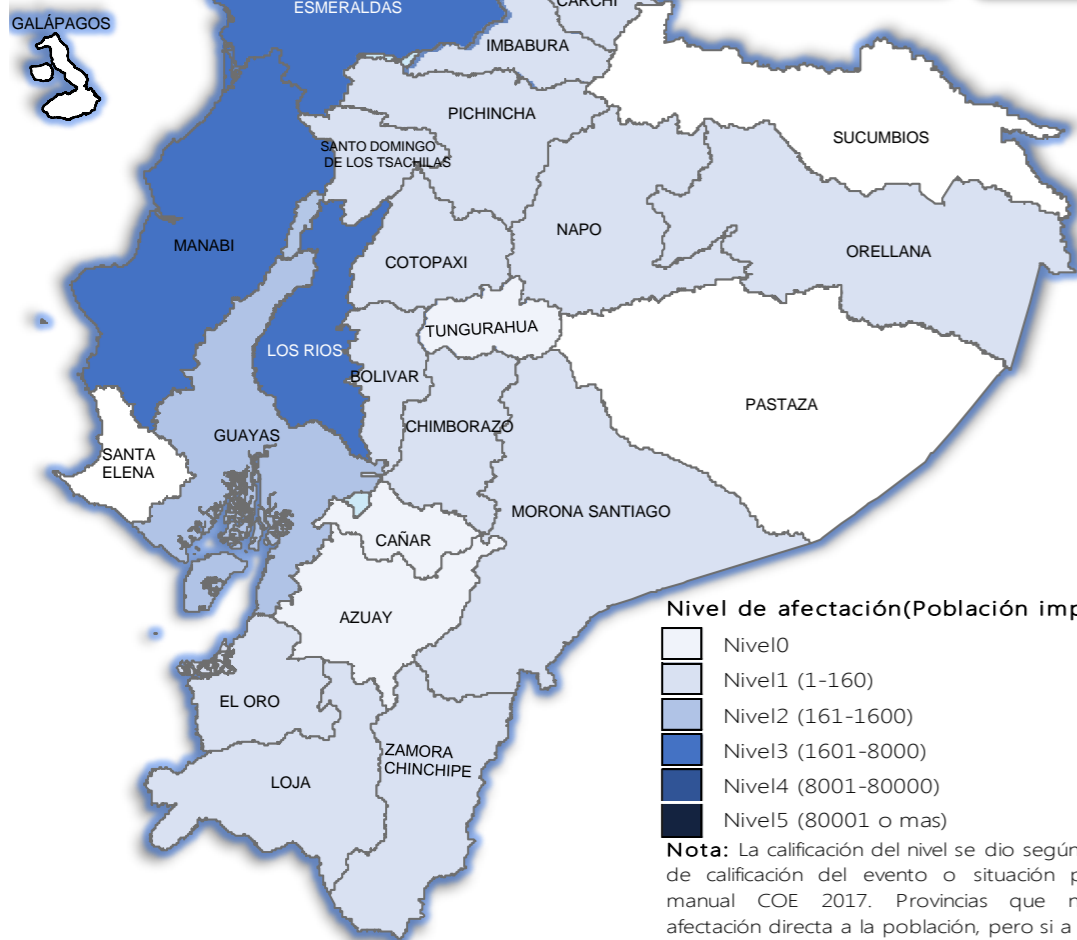 ESMERALDAS
CARCHI
GALÁPAGOS
IMBABURA
PICHINCHA
SUCUMBIOS
SANTO DOMINGO
DE LOS TSACHILAS
NAPO
MANABI
ORELLANA
COTOPAXI
TUNGURAHUA
LOS RIOS
BOLIVAR
PASTAZA
CHIMBORAZO
GUAYAS
SANTA
ELENA
MORONA SANTIAGO
CAÑAR
AZUAY
EL ORO
ZAMORA
CHINCHIPE
LOJA
Nivel de afectación(Población imp
Nivel0
Nivel1 (1-160)
Nivel2 (161-1600)
Nivel3 (1601-8000)
Nivel4 (8001-80000)
Nivel5 (80001 o mas)
Nota: La calificación del nivel se dio según
de calificación del evento o situación p
manual COE 2017. Provincias que n
afectación directa a la población, pero si a